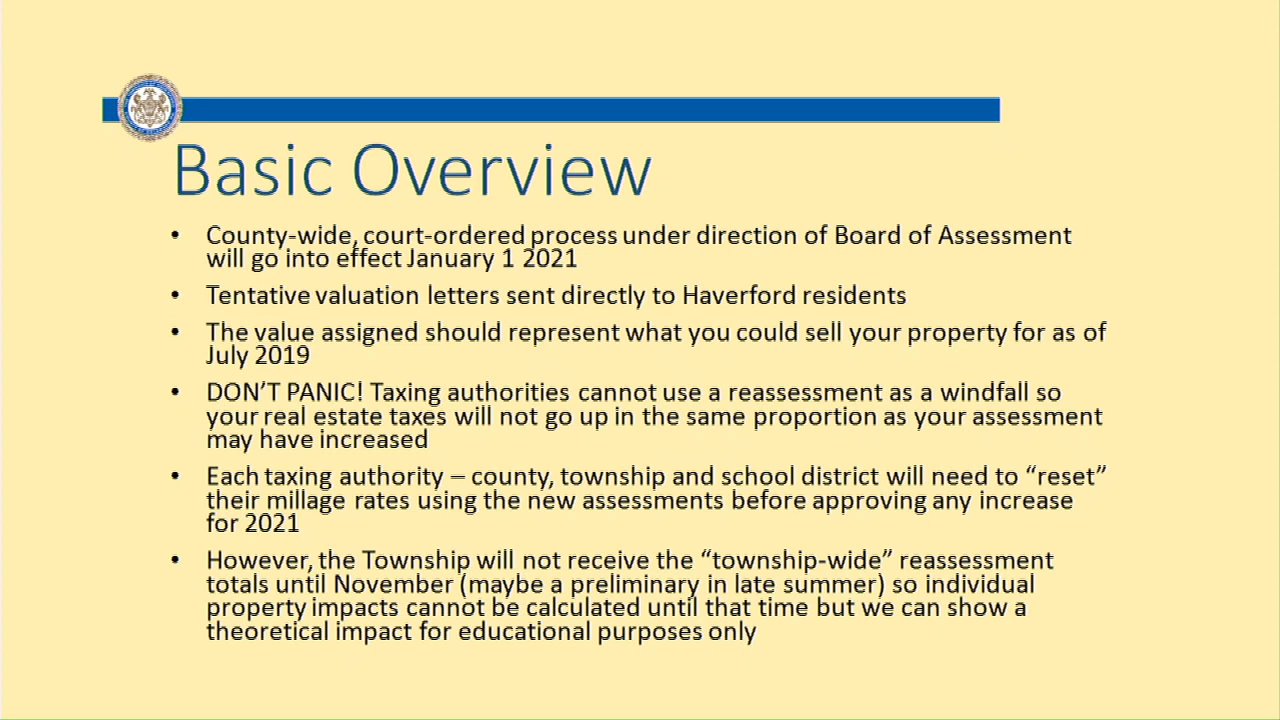 Basic Overview
• County-wide, court-ordered process under direction of Board of Assessment
will go into effect January 1 2021
• Tentative valuation letters sent directly to Haverford residents
• The value assigned should represent what you could sell your property for as of
July 2019
• DON'T PANIC! Taxing authorities cannot use a reassessment as a windfall so
your real estate taxes will not go up in the same proportion as your assessment
may have increased
• Each taxing authority – county, township and school district will need to “reset”
their millage rates using the new assessments before approving any increase
for 2021
• However, the Township will not receive the “township-wide” reassessment
totals until November (maybe a preliminary in late summer) so individual
property impacts cannot be calculated until that time but we can show a
theoretical impact for educational purposes only